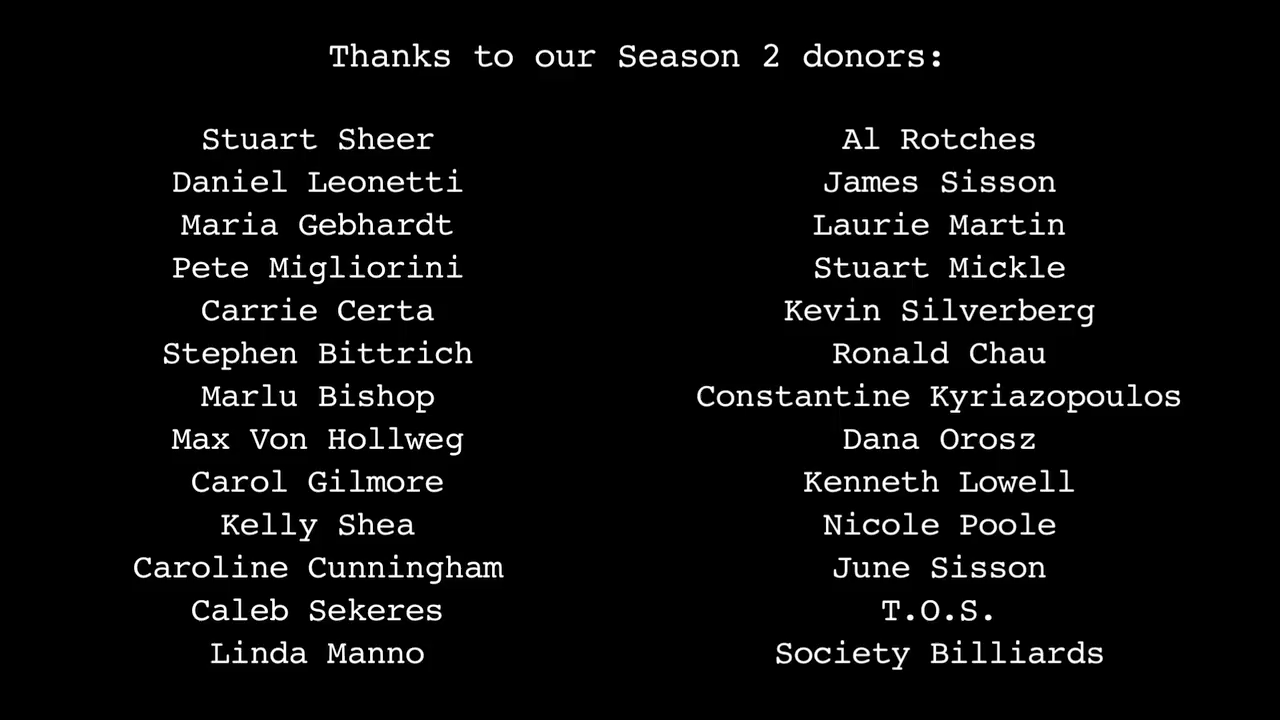 Thanks to our Season 2 donors:
Stuart Sheer
Daniel Leonetti
Maria Gebhardt
Pete Migliorini
Carrie Certa
Stephen Bittrich
Marlu Bishop
Max Von Hollweg
Carol Gilmore
Kelly Shea
Caroline Cunningham
Caleb Sekeres
Linda Manno
Al Rotches
James Sisson
Laurie Martin
Stuart Mickle
Kevin Silverberg
Ronald Chau
Constantine Kyriazopoulos
Dana Orosz
Kenneth Lowell
Nicole Poole
June Sisson
T.O.S.
Society Billiards